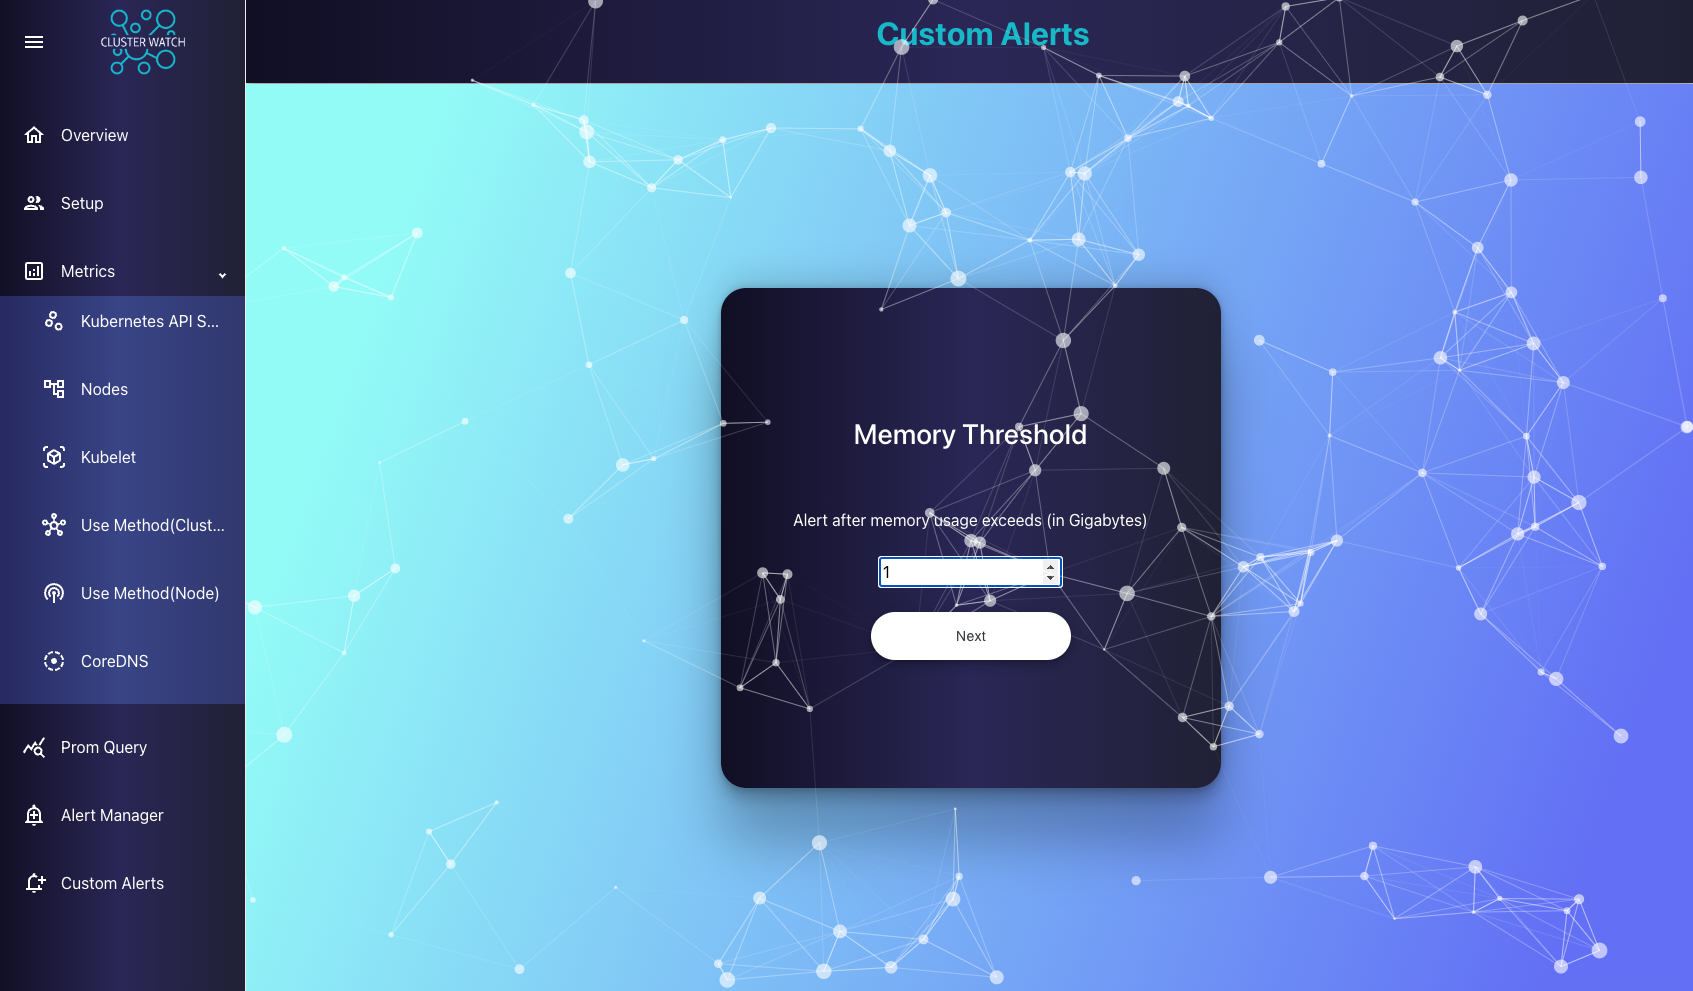 CLUSTER WATCH
Custom Alerts
Overview
Setup
Metrics
Kubernetes API S...
Nodes
Kubelet
Use Method(Clust...
Use Method(Node)
CoreDNS
Prom Query
Alert Manager
Custom Alerts
Memory Threshold
Alert after memory usage exceeds (in Gigabytes)
1
Next